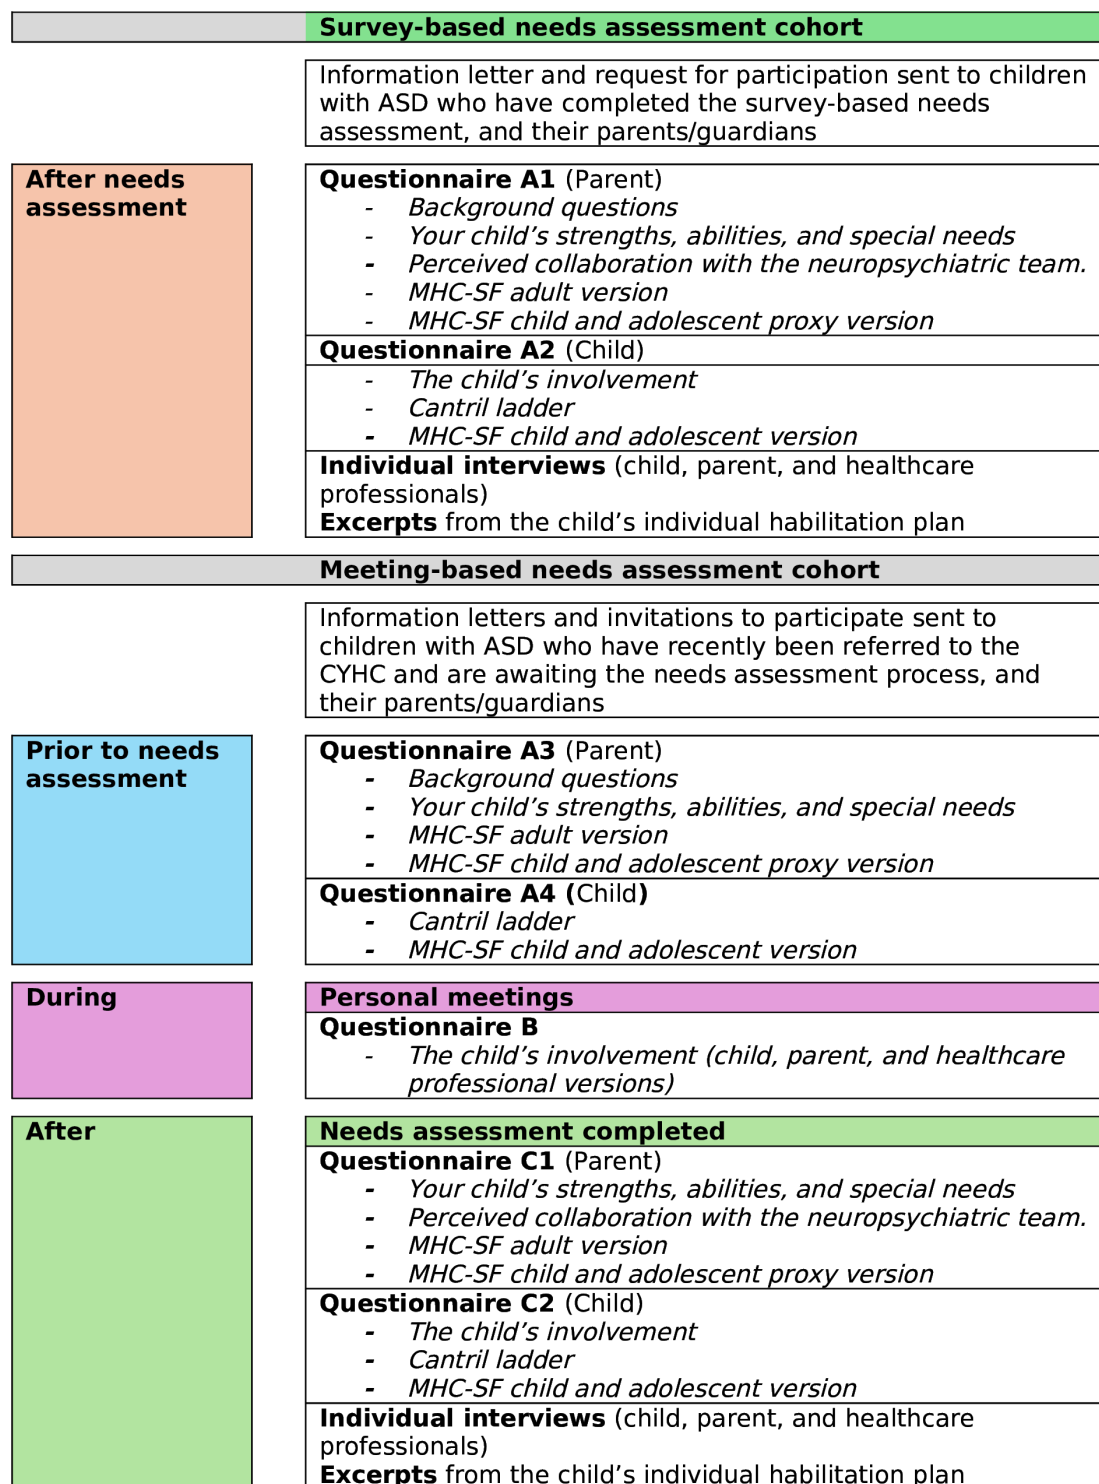 Survey-based needs assessment cohort
Information letter and request for participation sent to children
with ASD who have completed the survey-based needs
assessment, and their parents/guardians
After needs
assessment
Questionnaire A1 (Parent)
- Background questions
- Your child’s strengths, abilities, and special needs
- Perceived collaboration with the neuropsychiatric team.
- MHC-SF adult version
- MHC-SF child and adolescent proxy version
Questionnaire A2 (Child)
- The child’s involvement
- Cantril ladder
- MHC-SF child and adolescent version
Individual interviews (child, parent, and healthcare
professionals)
Excerpts from the child’s individual habilitation plan
Meeting-based needs assessment cohort
Information letters and invitations to participate sent to
children with ASD who have recently been referred to the
CYHC and are awaiting the needs assessment process, and
their parents/guardians
Prior to needs
assessment
Questionnaire A3 (Parent)
- Background questions
- Your child’s strengths, abilities, and special needs
- MHC-SF adult version
- MHC-SF child and adolescent proxy version
Questionnaire A4 (Child)
- Cantril ladder
- MHC-SF child and adolescent version
During
Personal meetings
Questionnaire B
- The child’s involvement (child, parent, and healthcare
professional versions)
After
Needs assessment completed
Questionnaire C1 (Parent)
- Your child’s strengths, abilities, and special needs
- Perceived collaboration with the neuropsychiatric team.
- MHC-SF adult version
- MHC-SF child and adolescent proxy version
Questionnaire C2 (Child)
- The child’s involvement
- Cantril ladder
- MHC-SF child and adolescent version
Individual interviews (child, parent, and healthcare
professionals)
Excerpts from the child’s individual habilitation plan